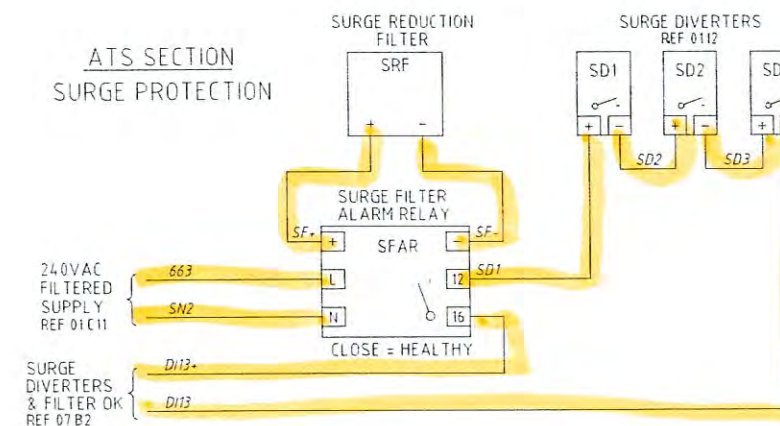 ATS SECTION
SURGE PROTECTION
SURGE REDUCTION
FILTER
SRF
+ -
SURGE DIVERTERS
REF 0112
SD1 SD2 SD
+ - + - +
SD2 SD3
SURGE FILTER
ALARM RELAY
SF+ + SFAR - SF-
240VAC
FILTERED
SUPPLY
REF 01C11
663 L 12 SD1
SN2 N 16
CLOSE = HEALTHY
SURGE
DIVERTERS
& FILTER OK
REF 07B2
DI13+
DI13